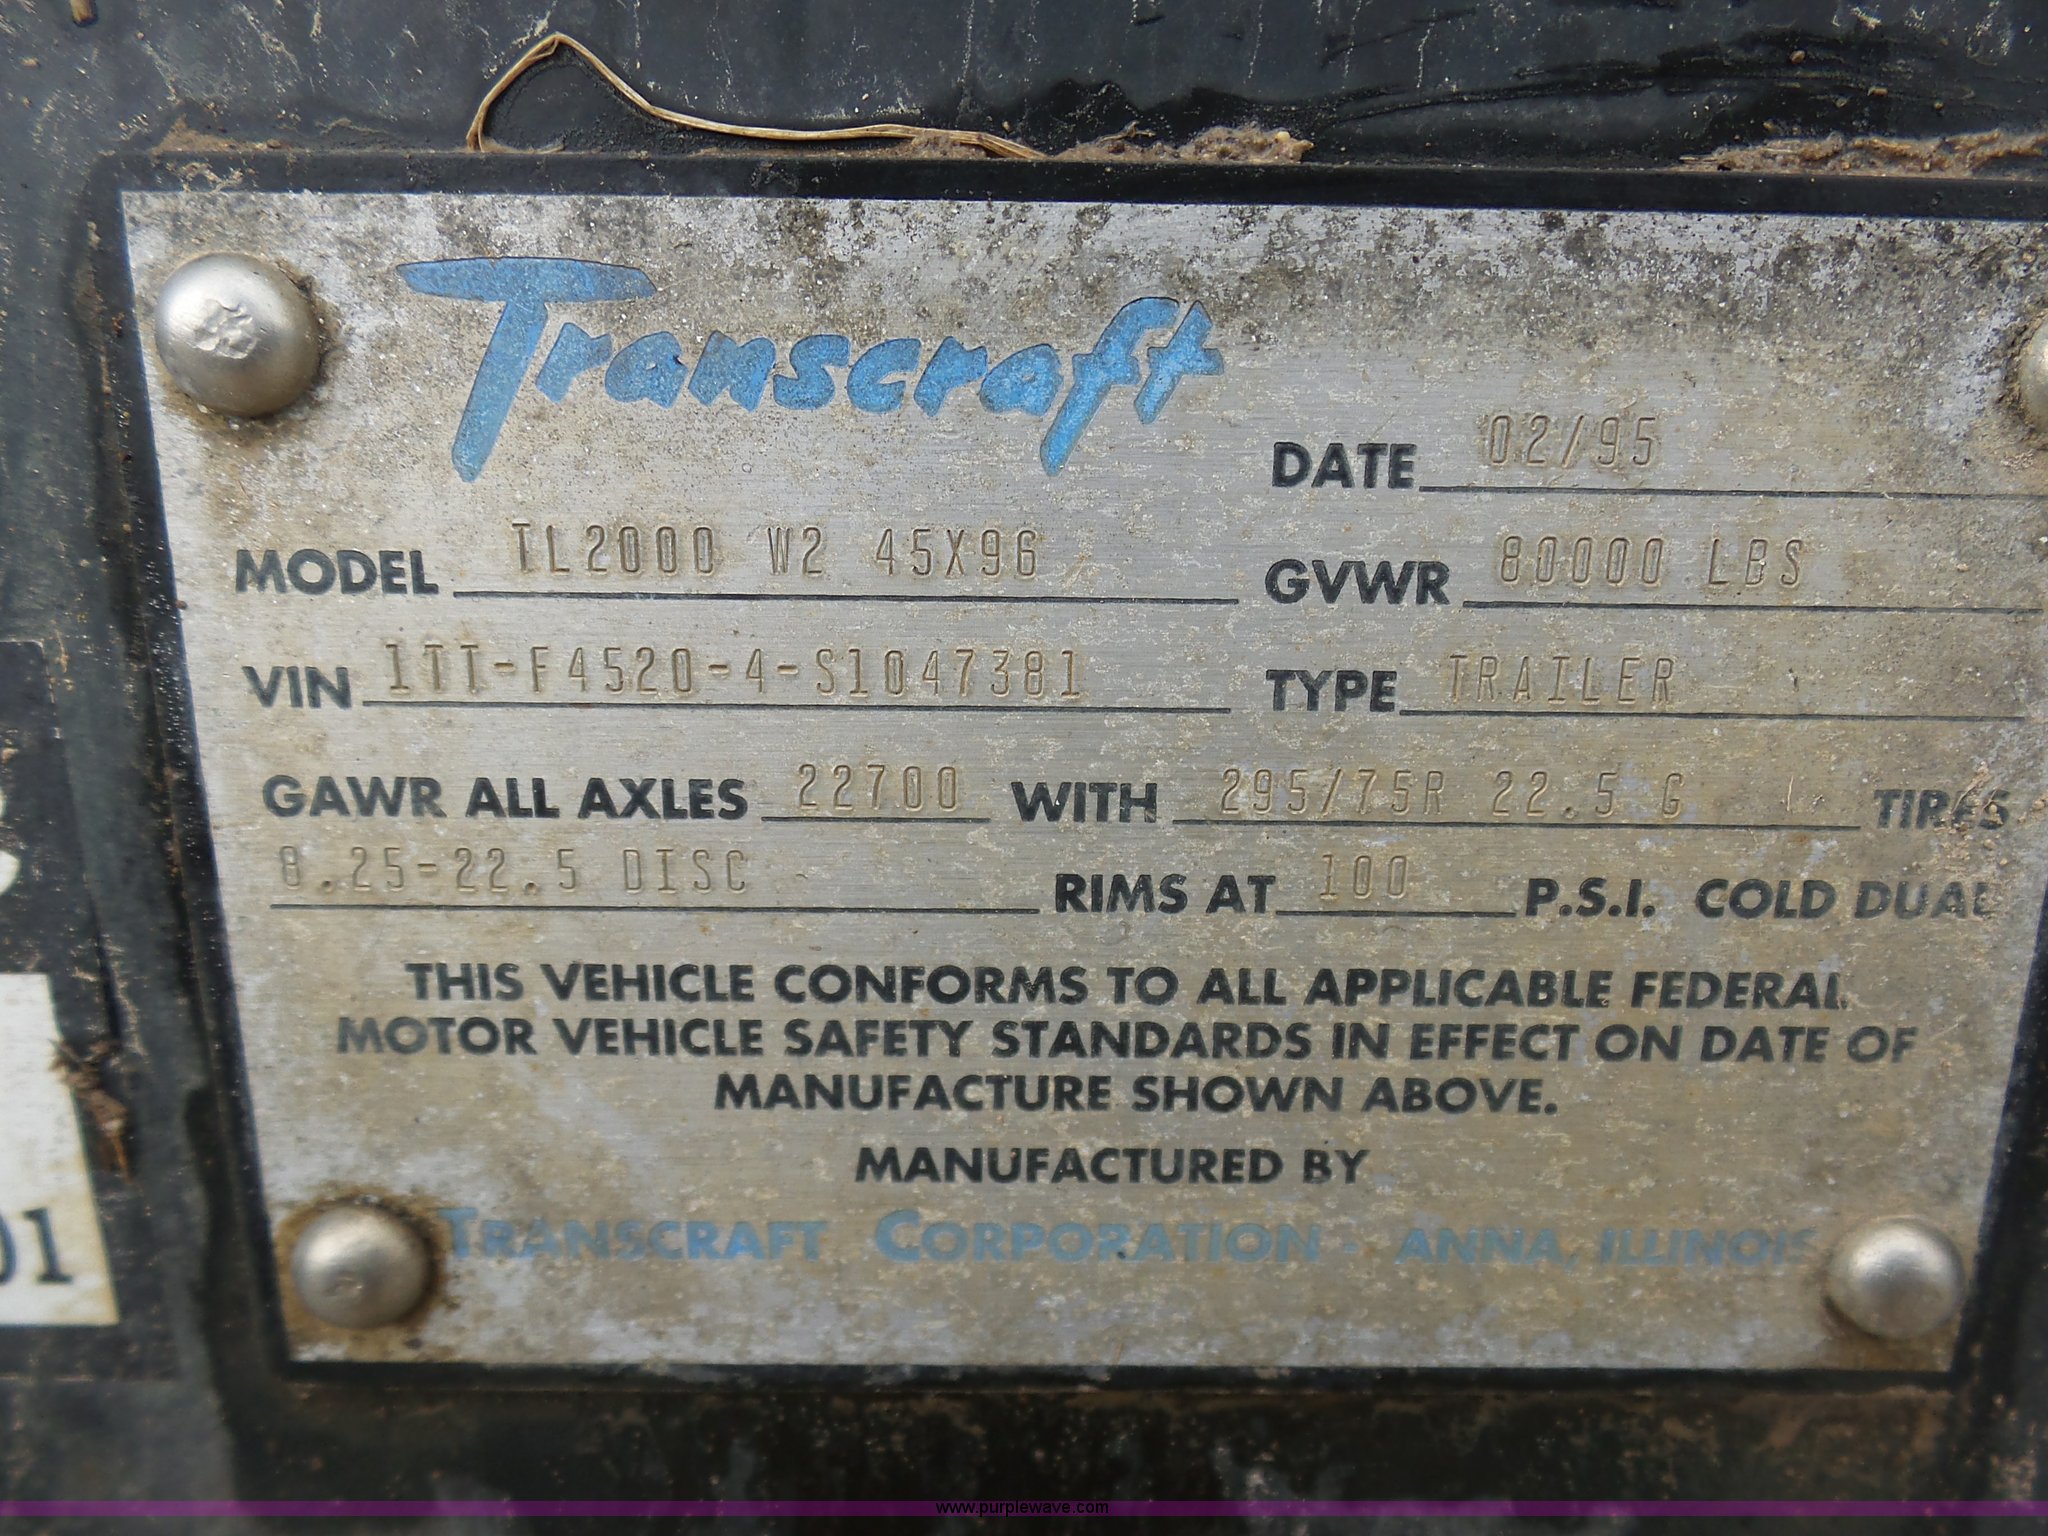 Transcraft
DATE 02/95
MODEL TL2000 W2 45X96 GVWR 80000 LBS
VIN 1TT-F4520-4-S1047381 TYPE TRAILER
GAWR ALL AXLES 22700 WITH 295/75R 22.5 G TIRES
8.25-22.5 DISC RIMS AT 100 P.S.I. COLD DUAL
THIS VEHICLE CONFORMS TO ALL APPLICABLE FEDERAL
MOTOR VEHICLE SAFETY STANDARDS IN EFFECT ON DATE OF
MANUFACTURE SHOWN ABOVE.
MANUFACTURED BY
TRANSCRAFT CORPORATION - ANNA, ILLINOIS
01
www.purplewave.com